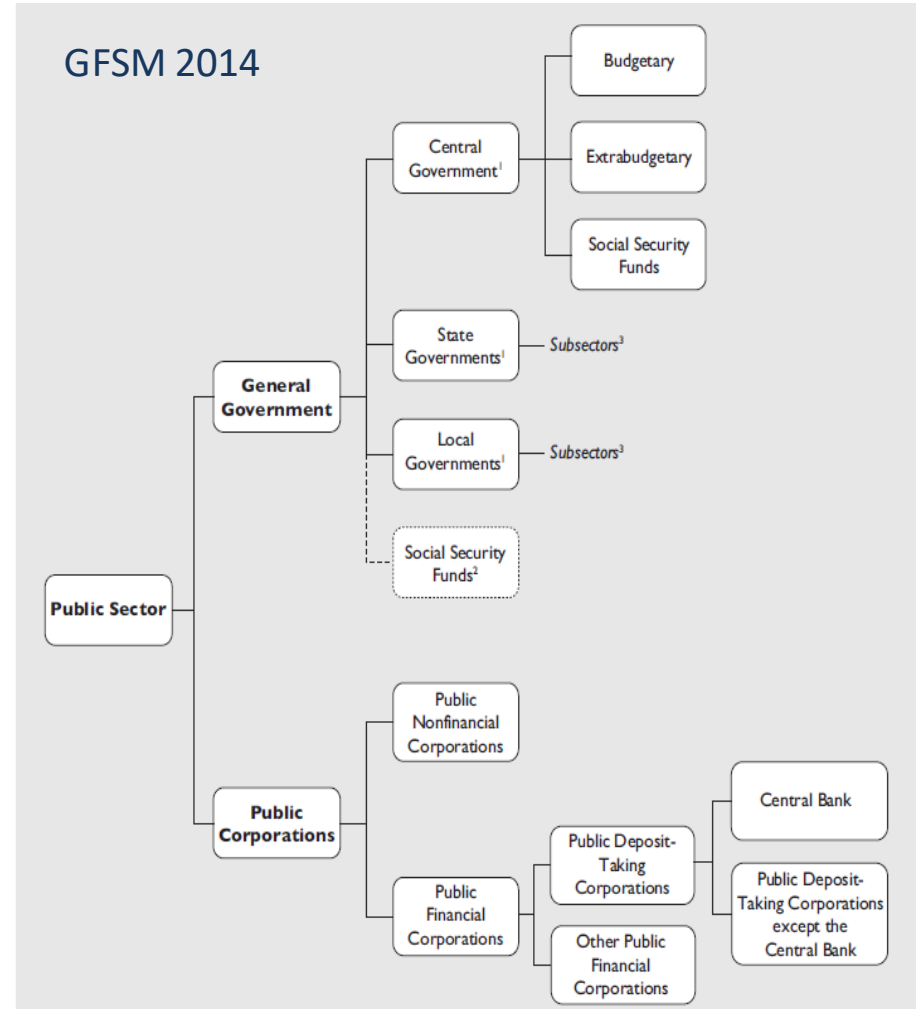 GFSM 2014
Budgetary
Central
Government¹
Extrabudgetary
Social Security
Funds
State
Governments¹
Subsectors³
General
Government
Local
Governments¹
Subsectors³
Social Security
Funds²
Public Sector
Public
Nonfinancial
Corporations
Public
Corporations
Central Bank
Public Deposit-
Taking
Corporations
Public
Financial
Corporations
Public Deposit-
Taking Corporations
except the
Central Bank
Other Public
Financial
Corporations